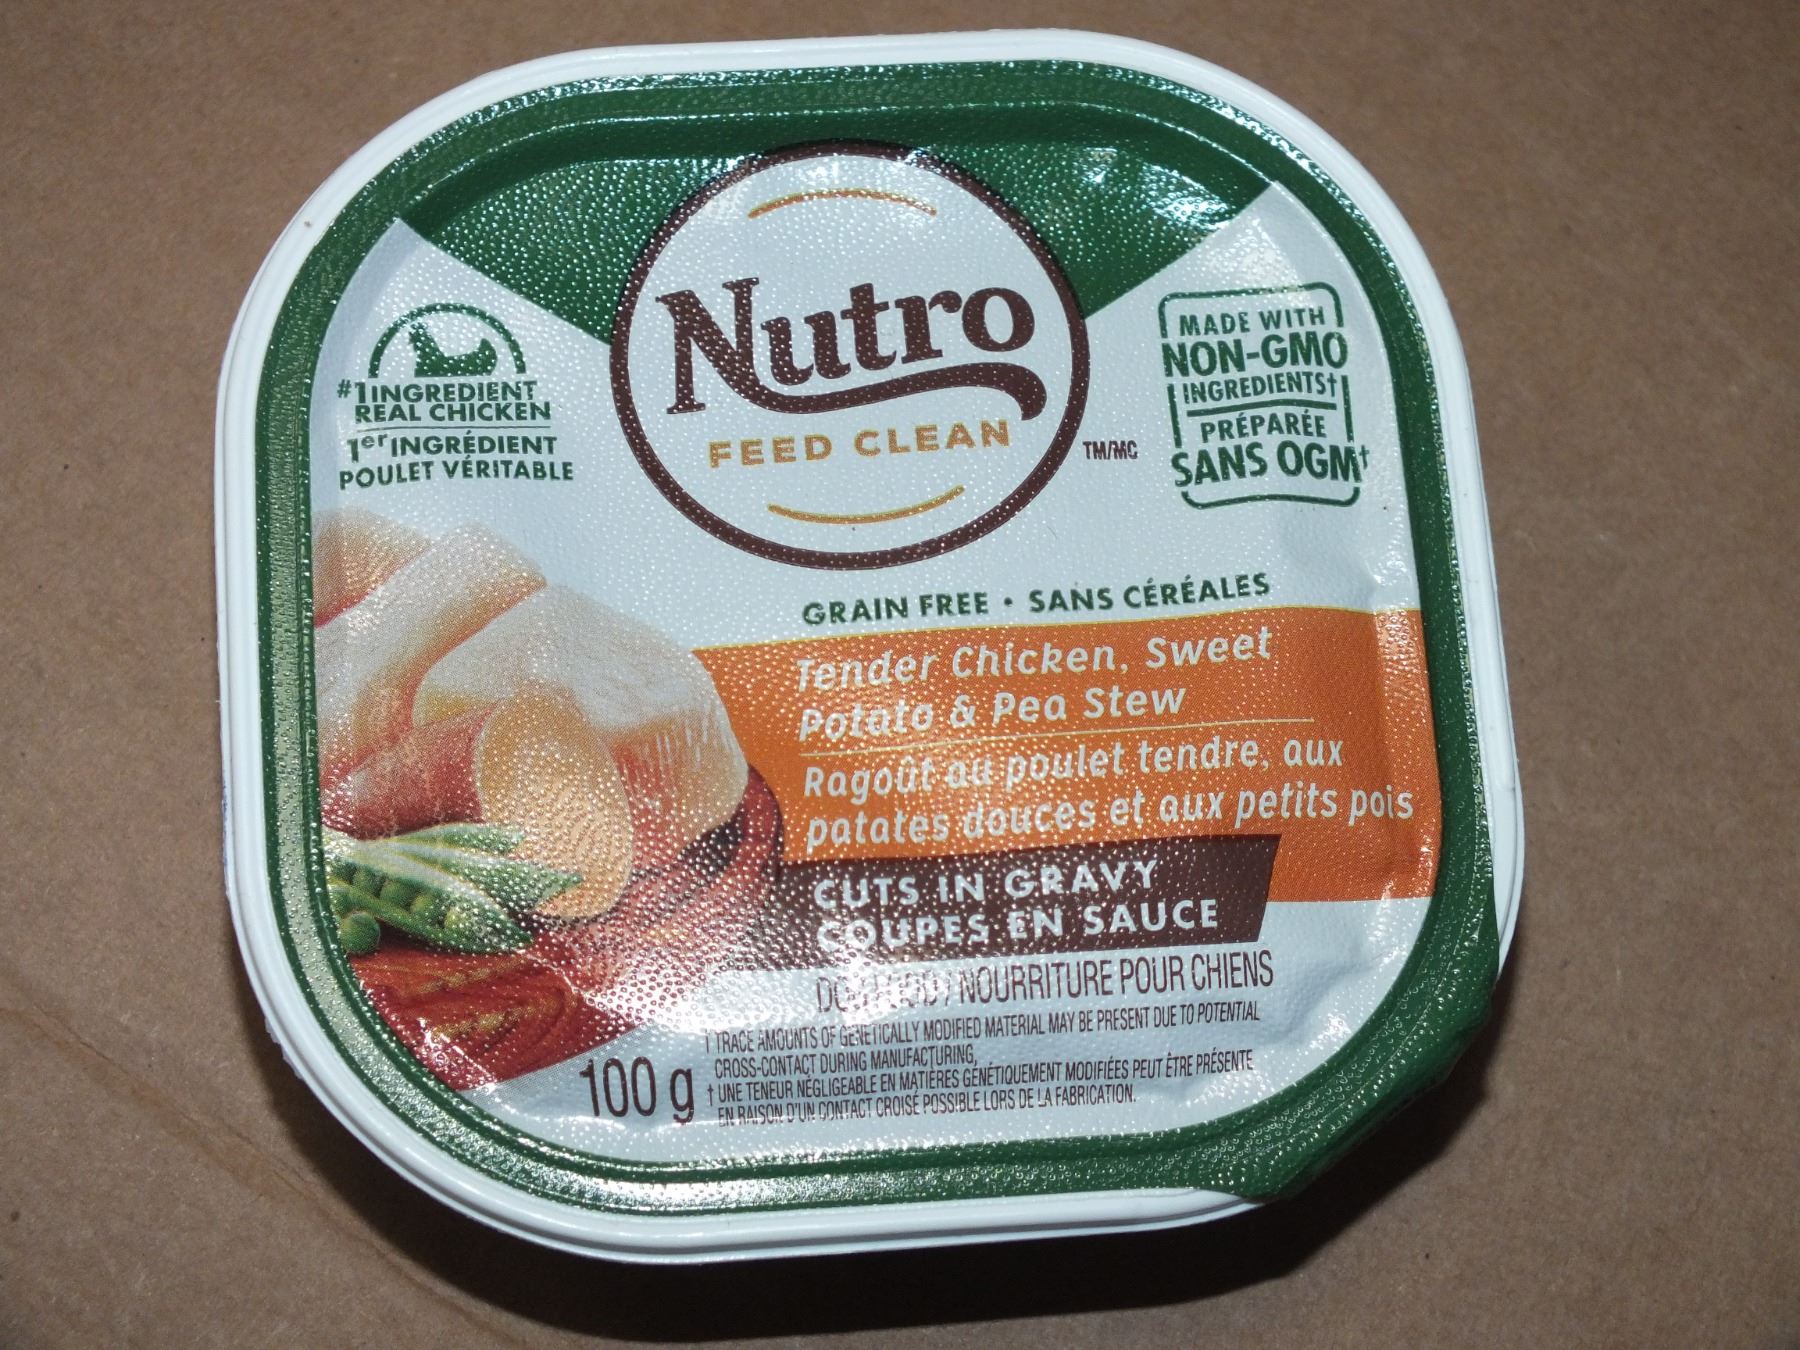 Nutro
FEED CLEAN
TM/MC
#1 INGREDIENT
REAL CHICKEN
1er INGRÉDIENT
POULET VÉRITABLE
MADE WITH
NON-GMO
INGREDIENTS†
PRÉPARÉE
SANS OGM†
GRAIN FREE • SANS CÉRÉALES
Tender Chicken, Sweet
Potato & Pea Stew
Ragoût au poulet tendre, aux
patates douces et aux petits pois
CUTS IN GRAVY
COUPES EN SAUCE
DOG FOOD / NOURRITURE POUR CHIENS
100 g
† TRACE AMOUNTS OF GENETICALLY MODIFIED MATERIAL MAY BE PRESENT DUE TO POTENTIAL
CROSS-CONTACT DURING MANUFACTURING.
† UNE TENEUR NÉGLIGEABLE EN MATIÈRES GÉNÉTIQUEMENT MODIFIÉES PEUT ÊTRE PRÉSENTE
EN RAISON D'UN CONTACT CROISÉ POSSIBLE LORS DE LA FABRICATION.